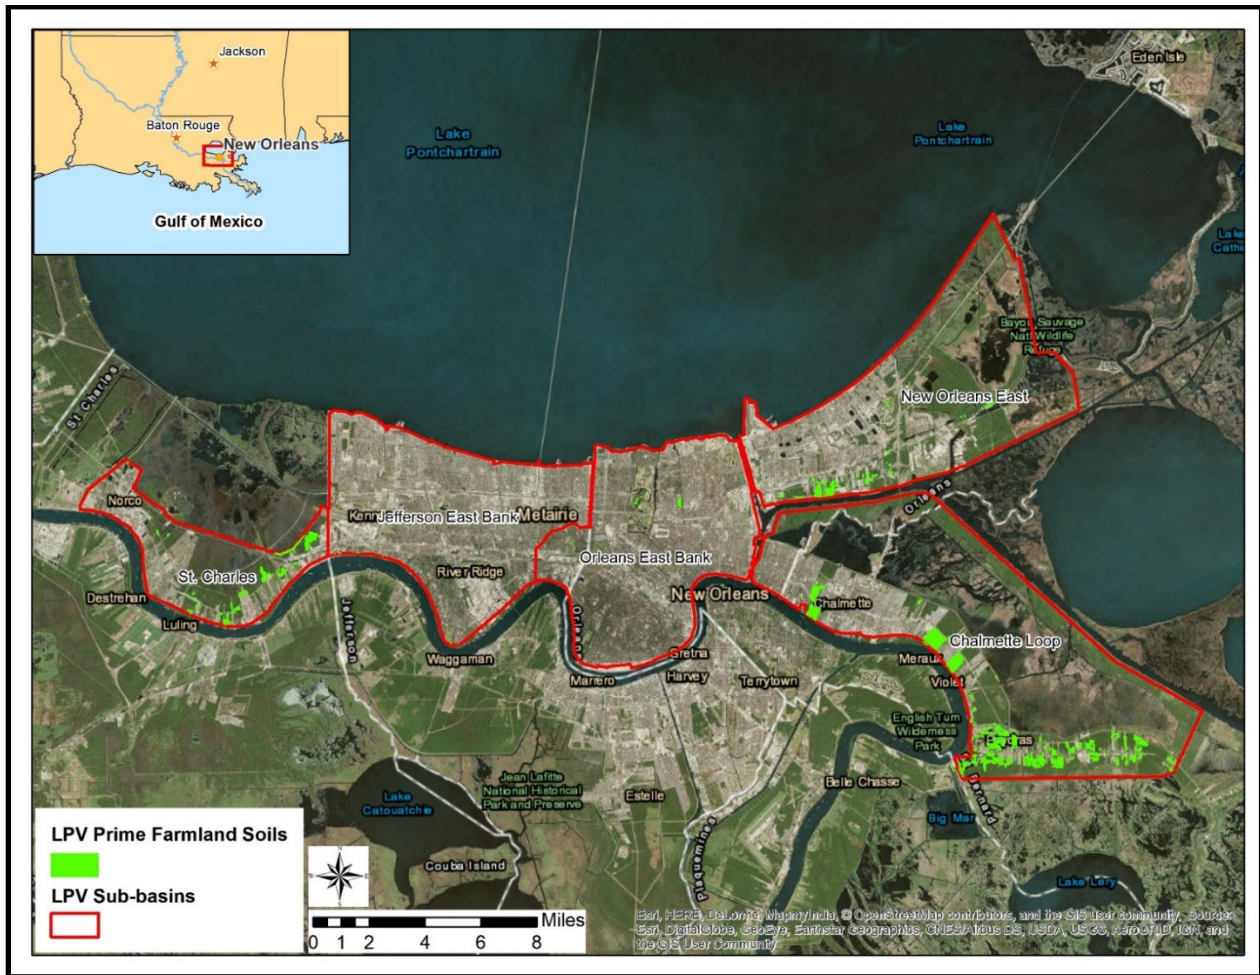 Jackson
Baton Rouge
New Orleans
Gulf of Mexico
Eden Isle
Lake
Pontchartrain
Lake
Pontchartrain
Lake
St. Charles
Bayou Sauvage
Natl Wildlife
Refuge
New Orleans East
Norco
Jefferson East Bank
Metairie
Orleans
Orleans East Bank
St. Charles
River Ridge
Destrehan
New Orleans
Chalmette
Luling
Jefferson
Orleans
Chalmette Loop
Waggaman
Gretna
Meraux
Marrero
Harvey
Terrytown
Violet
English Turn
Wilderness
Park
Belle Chasse
Jean Lafitte
National Historical
Park and Preserve
Estelle
Lake
Catouatchie
Big Mar
Bernard
Plaquemines
Couba Island
Lake Lery
LPV Prime Farmland Soils
LPV Sub-basins
N
W
E
S
Miles
0 1 2 4 6 8
Esri, HERE, DeLorme, MapmyIndia, © OpenStreetMap contributors, and the GIS user community, Source:
Esri, DigitalGlobe, GeoEye, Earthstar Geographics, CNES/Airbus DS, USDA, USGS, AeroGRID, IGN, and
the GIS User Community